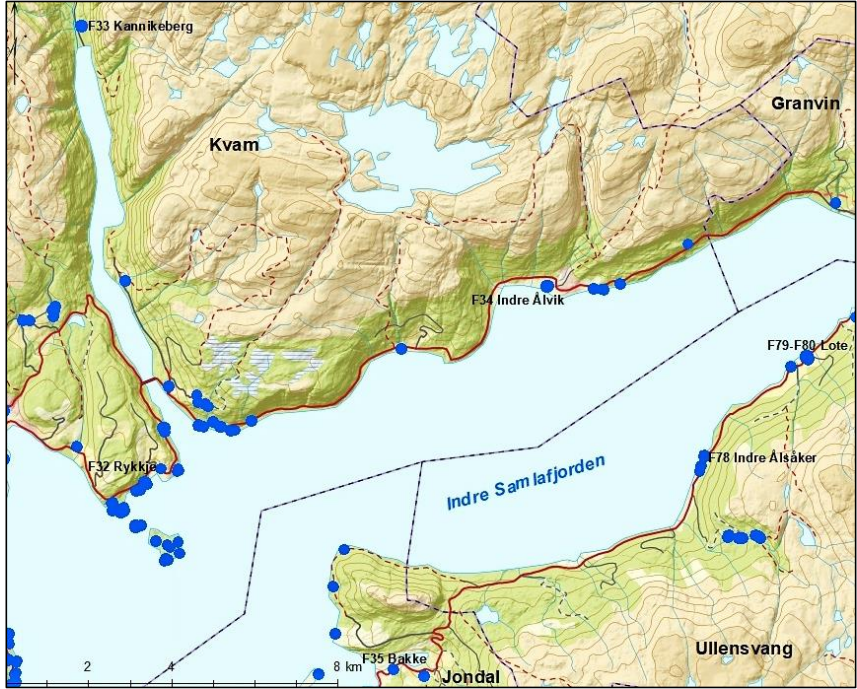 F33 Kannikeberg
Granvin
Kvam
F34 Indre Ålvik
F79-F80 Lote
F32 Rykkje
F78 Indre Ålsåker
Indre Samlafjorden
Ullensvang
F35 Bakke
2 4 8 km
Jondal